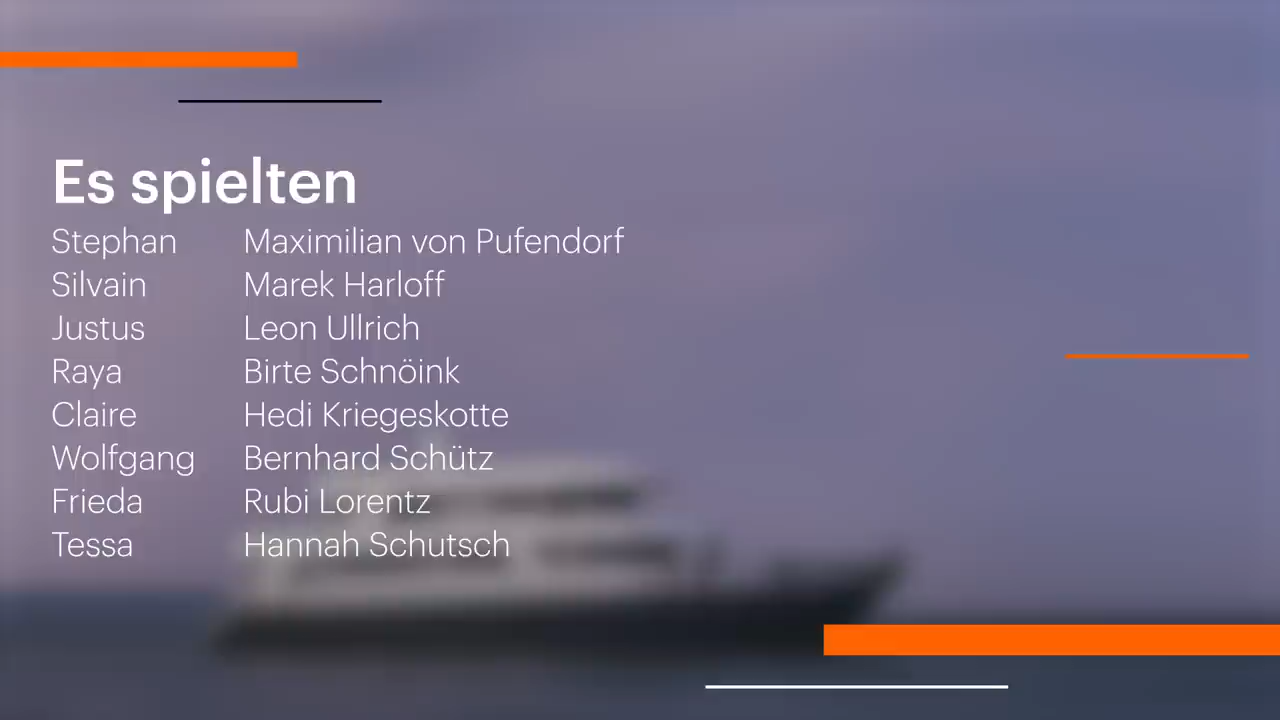 Es spielten
Stephan Maximilian von Pufendorf
Silvain Marek Harloff
Justus Leon Ullrich
Raya Birte Schnöink
Claire Hedi Kriegeskotte
Wolfgang Bernhard Schütz
Frieda Rubi Lorentz
Tessa Hannah Schutsch